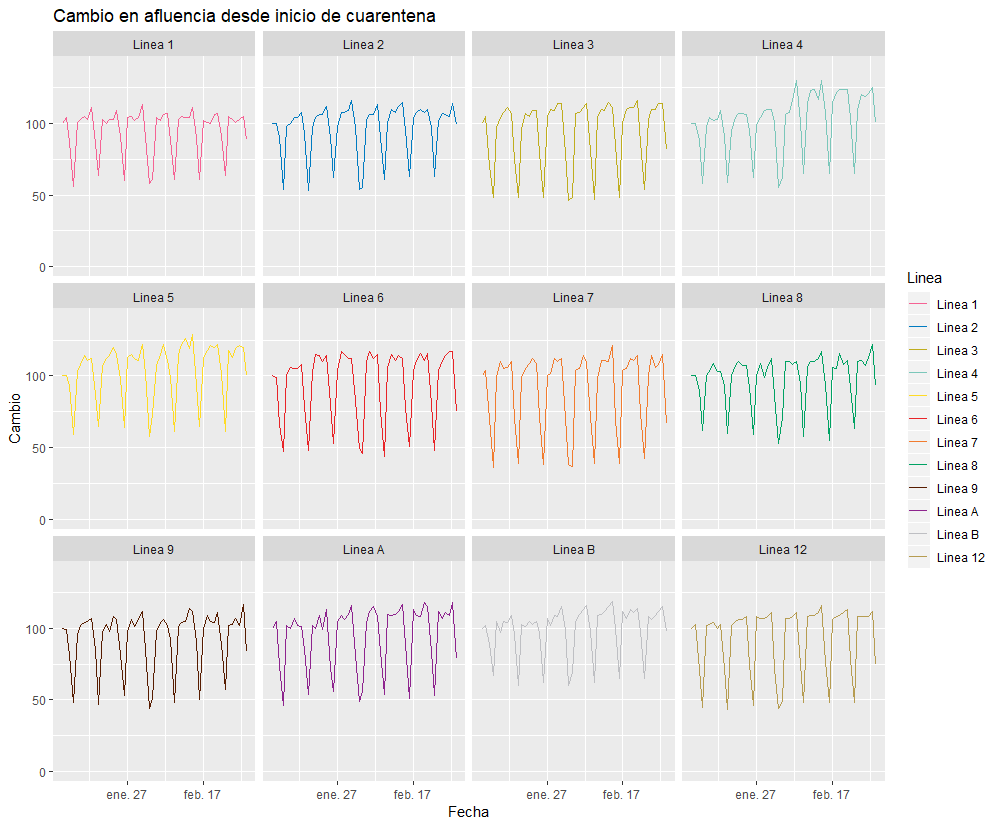 Cambio en afluencia desde inicio de cuarentena
Linea 1
Linea 2
Linea 3
Linea 4
100
50
0
Linea 5
Linea 6
Linea 7
Linea 8
100
50
0
Linea 9
Linea A
Linea B
Linea 12
100
50
0
ene. 27
feb. 17
ene. 27
feb. 17
ene. 27
feb. 17
ene. 27
feb. 17
Cambio
Fecha
Linea
Linea 1
Linea 2
Linea 3
Linea 4
Linea 5
Linea 6
Linea 7
Linea 8
Linea 9
Linea A
Linea B
Linea 12